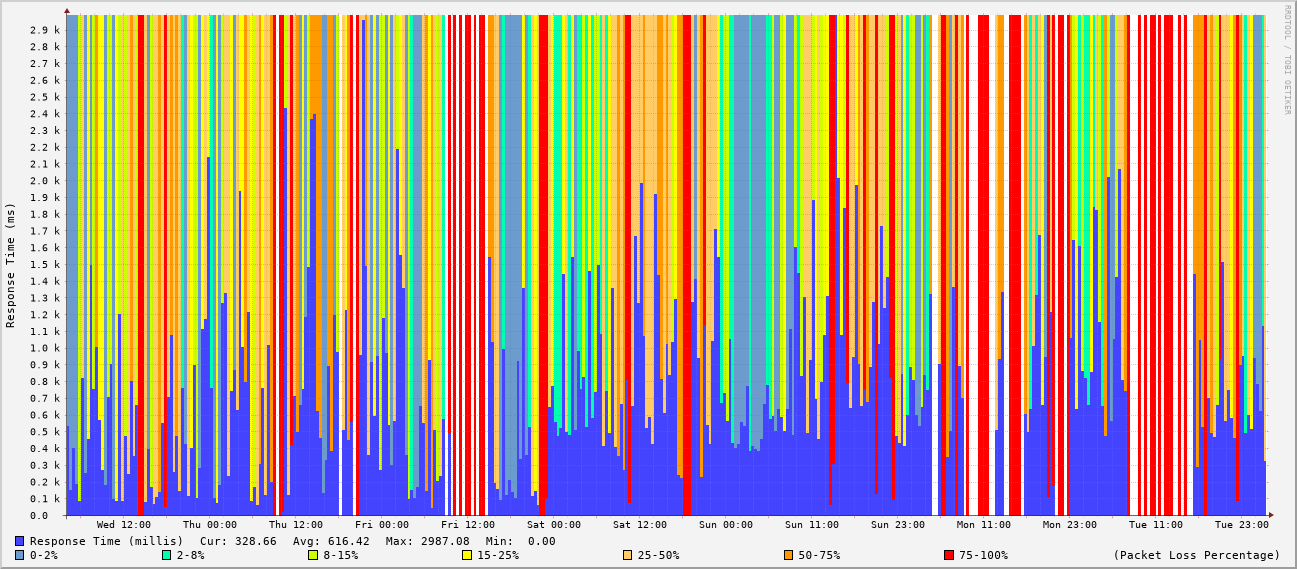 RRDTOOL / TOBI OETIKER
Response Time (ms)
2.9 k
2.8 k
2.7 k
2.6 k
2.5 k
2.4 k
2.3 k
2.2 k
2.1 k
2.0 k
1.9 k
1.8 k
1.7 k
1.6 k
1.5 k
1.4 k
1.3 k
1.2 k
1.1 k
1.0 k
0.9 k
0.8 k
0.7 k
0.6 k
0.5 k
0.4 k
0.3 k
0.2 k
0.1 k
0.0
Wed 12:00 Thu 00:00 Thu 12:00 Fri 00:00 Fri 12:00 Sat 00:00 Sat 12:00 Sun 00:00 Sun 11:00 Sun 23:00 Mon 11:00 Mon 23:00 Tue 11:00 Tue 23:00
Response Time (millis) Cur: 328.66 Avg: 616.42 Max: 2987.08 Min: 0.00
0-2% 2-8% 8-15% 15-25% 25-50% 50-75% 75-100% (Packet Loss Percentage)